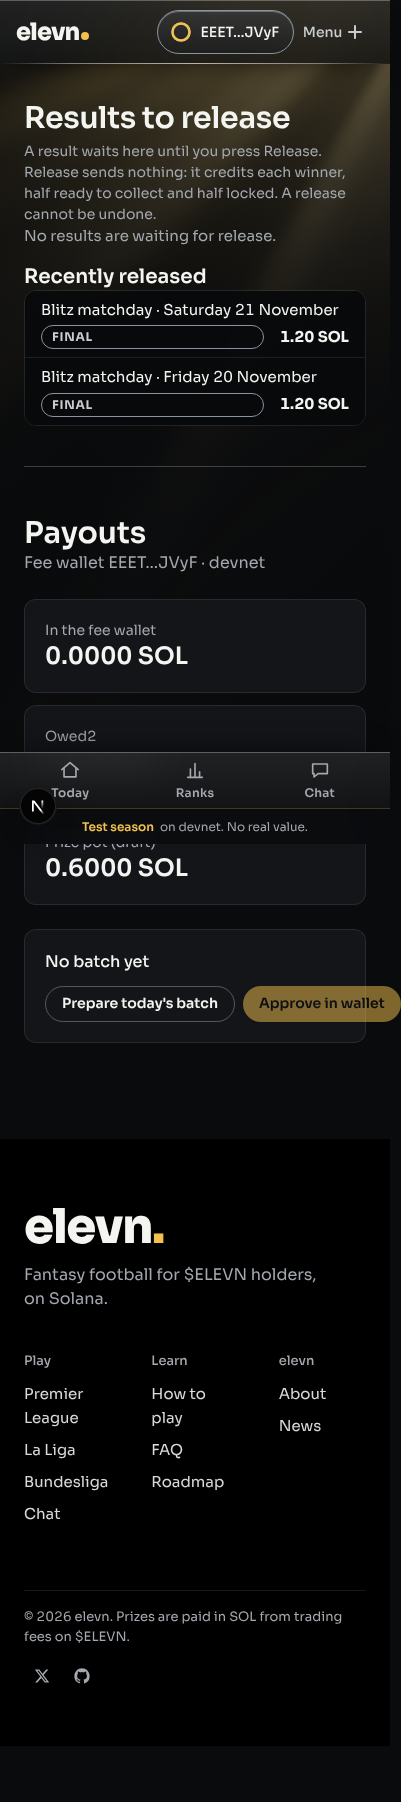 elevn.
EEET...JVyF
Menu
Results to release
A result waits here until you press Release.
Release sends nothing: it credits each winner,
half ready to collect and half locked. A release
cannot be undone.
No results are waiting for release.
Recently released
Blitz matchday · Saturday 21 November
FINAL 1.20 SOL
Blitz matchday · Friday 20 November
FINAL 1.20 SOL
Payouts
Fee wallet EEET...JVyF · devnet
In the fee wallet
0.0000 SOL
Owed2
Today Ranks Chat
N
Test season on devnet. No real value.
Prize pot (draft)
0.6000 SOL
No batch yet
Prepare today's batch Approve in wallet
elevn.
Fantasy football for $ELEVN holders,
on Solana.
Play Learn elevn
Premier
League
La Liga
Bundesliga
Chat
How to
play
FAQ
Roadmap
About
News
© 2026 elevn. Prizes are paid in SOL from trading
fees on $ELEVN.